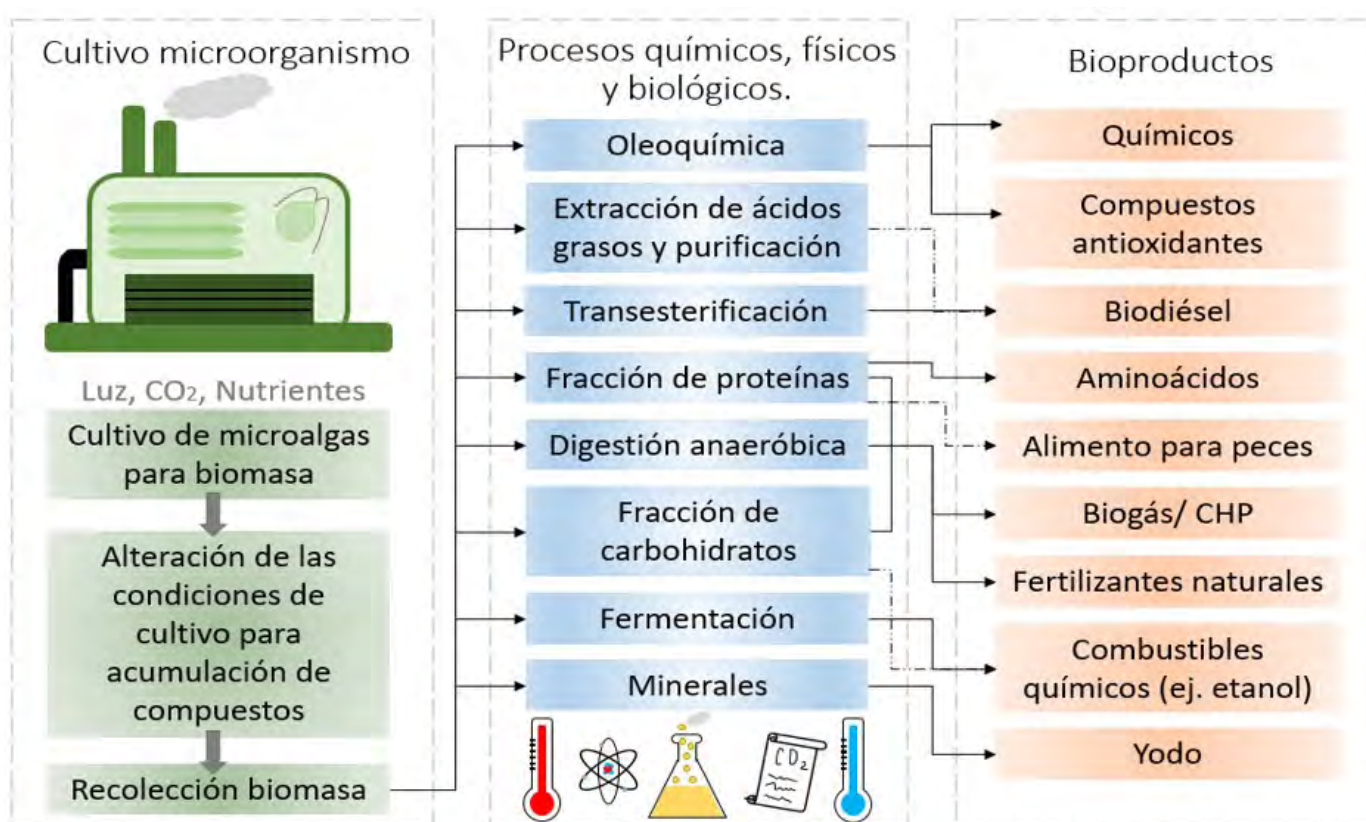 Cultivo microorganismo
Luz, CO₂, Nutrientes
Cultivo de microalgas
para biomasa
Alteración de las
condiciones de
cultivo para
acumulación de
compuestos
Recolección biomasa
Procesos químicos, físicos
y biológicos.
Oleoquímica
Extracción de ácidos
grasos y purificación
Transesterificación
Fracción de proteínas
Digestión anaeróbica
Fracción de
carbohidratos
Fermentación
Minerales
CD₂
Bioproductos
Químicos
Compuestos
antioxidantes
Biodiésel
Aminoácidos
Alimento para peces
Biogás/ CHP
Fertilizantes naturales
Combustibles
químicos (ej. etanol)
Yodo